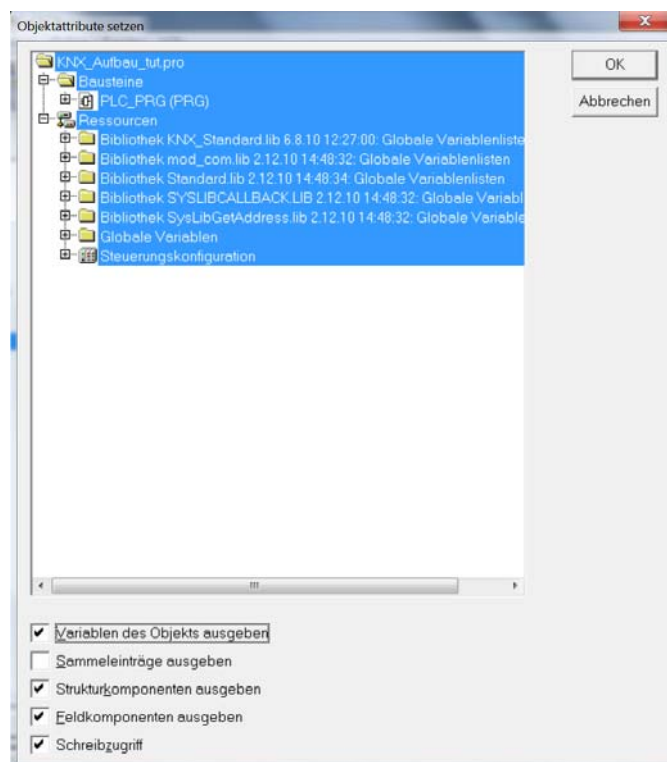 Objektattribute setzen
KNX_Aufbau_tut.pro
OK
Bausteine
PLC_PRG (PRG)
Abbrechen
Ressourcen
Bibliothek KNX_Standard.lib 6.8.10 12:27:00: Globale Variablenliste
Bibliothek mod_com.lib 2.12.10 14:48:32: Globale Variablenlisten
Bibliothek Standard.lib 2.12.10 14:48:34: Globale Variablenlisten
Bibliothek SYSLIBCALLBACK.LIB 2.12.10 14:48:32: Globale Variabl
Bibliothek SysLibGetAddress.lib 2.12.10 14:48:32: Globale Variable
Globale Variablen
Steuerungskonfiguration
Variablen des Objekts ausgeben
Sammeleinträge ausgeben
Strukturkomponenten ausgeben
Feldkomponenten ausgeben
Schreibzugriff